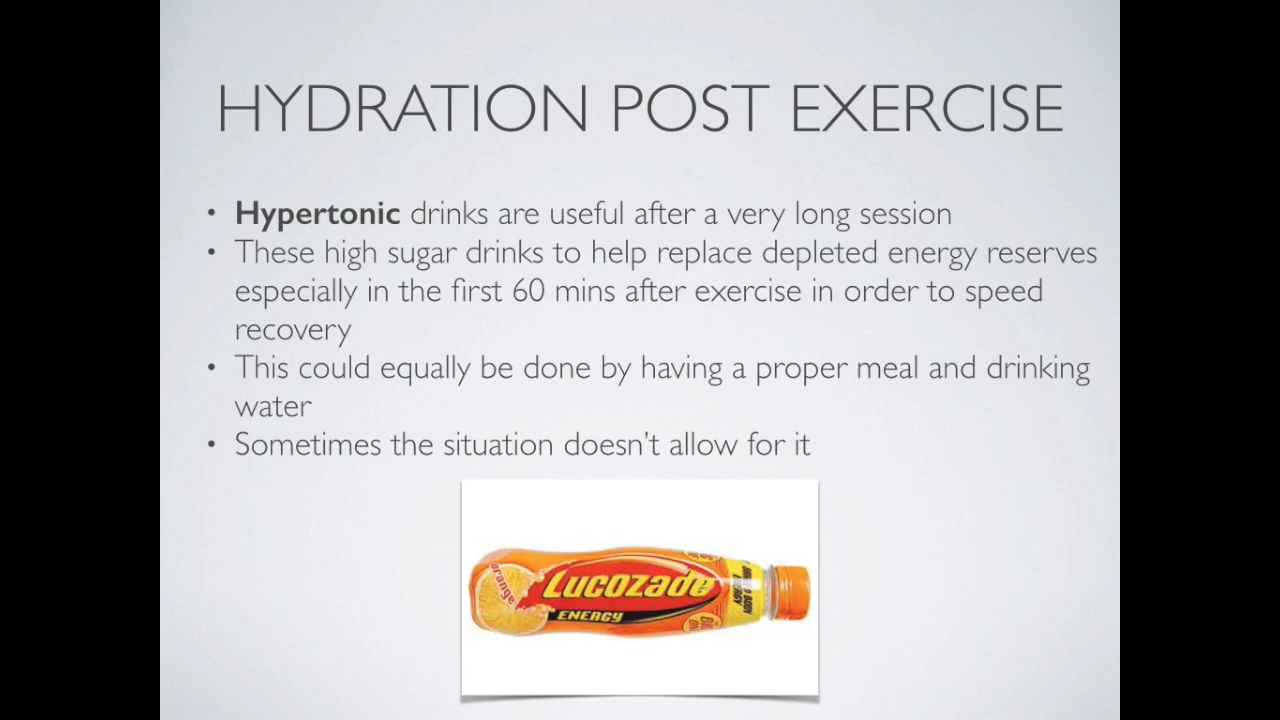 HYDRATION POST EXERCISE
• Hypertonic drinks are useful after a very long session
• These high sugar drinks to help replace depleted energy reserves
especially in the first 60 mins after exercise in order to speed
recovery
• This could equally be done by having a proper meal and drinking
water
• Sometimes the situation doesn't allow for it
orange
Lucozade
ENERGY
ENERGY